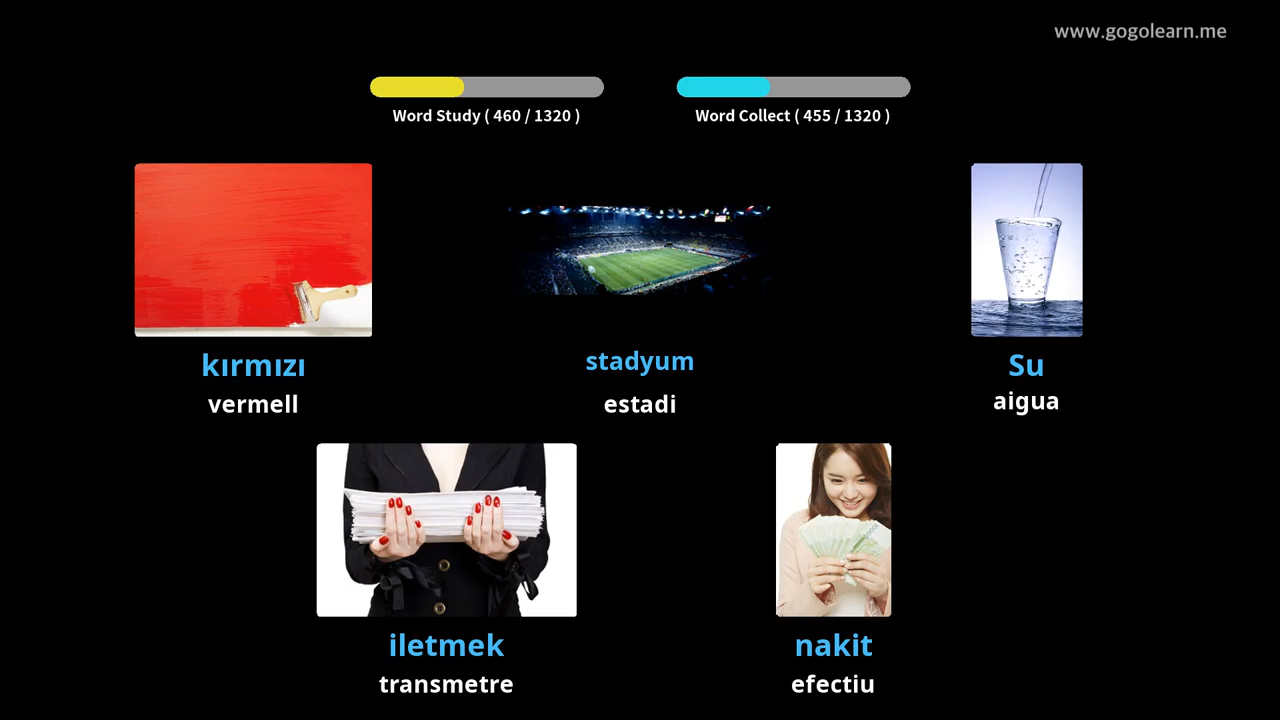 www.gogolearn.me
Word Study ( 460 / 1320 )
Word Collect ( 455 / 1320 )
kırmızı
vermell
stadyum
estadi
Su
aigua
iletmek
transmetre
nakit
efectiu